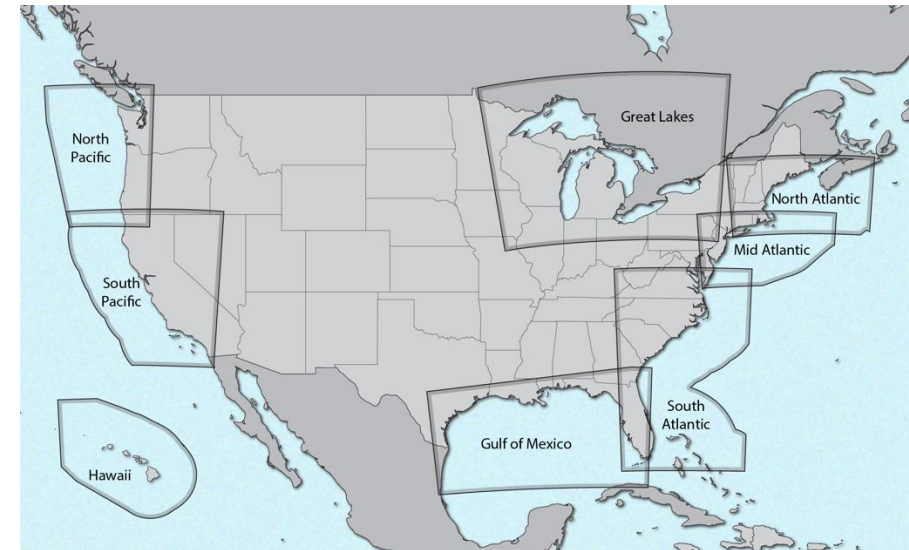 Great Lakes
North
Pacific
North Atlantic
Mid Atlantic
South
Pacific
South
Atlantic
Gulf of Mexico
Hawaii